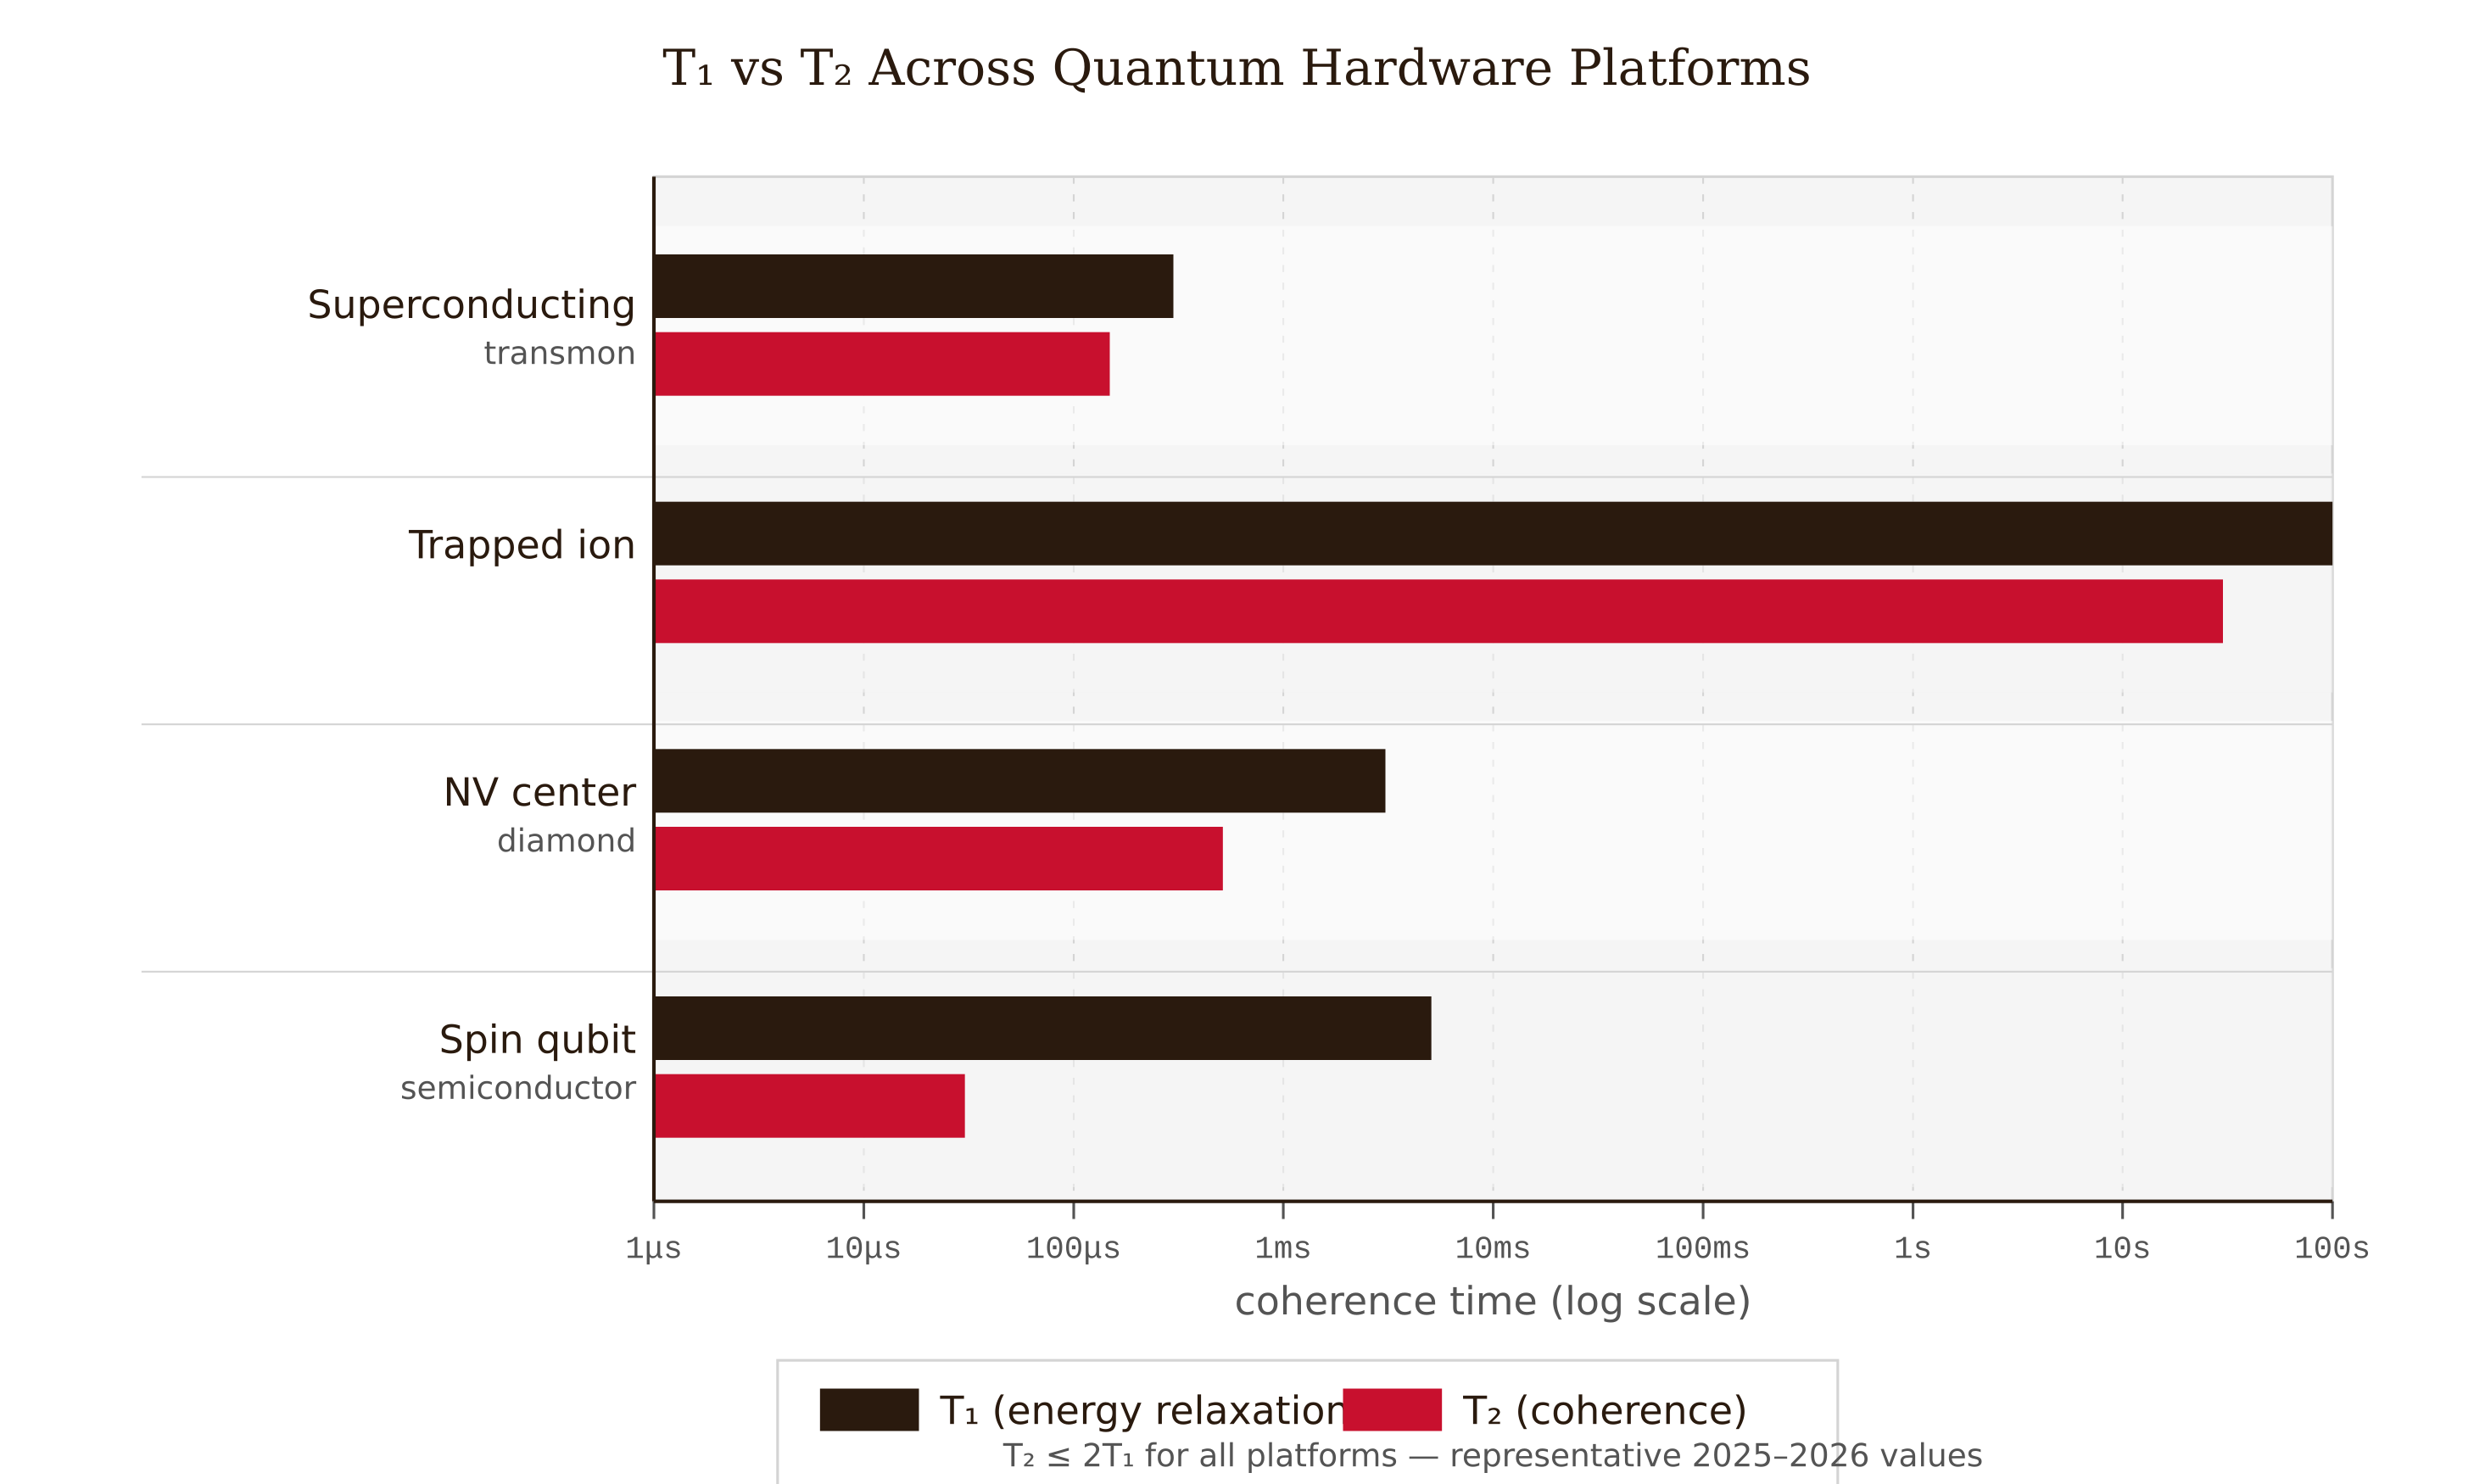 T₁ vs T₂ Across Quantum Hardware Platforms
Superconducting
transmon
Trapped ion
NV center
diamond
Spin qubit
semiconductor
1μs 10μs 100μs 1ms 10ms 100ms 1s 10s 100s
coherence time (log scale)
T₁ (energy relaxation T₂ (coherence)
T₂ ≤ 2T₁ for all platforms — representative 2025–2026 values